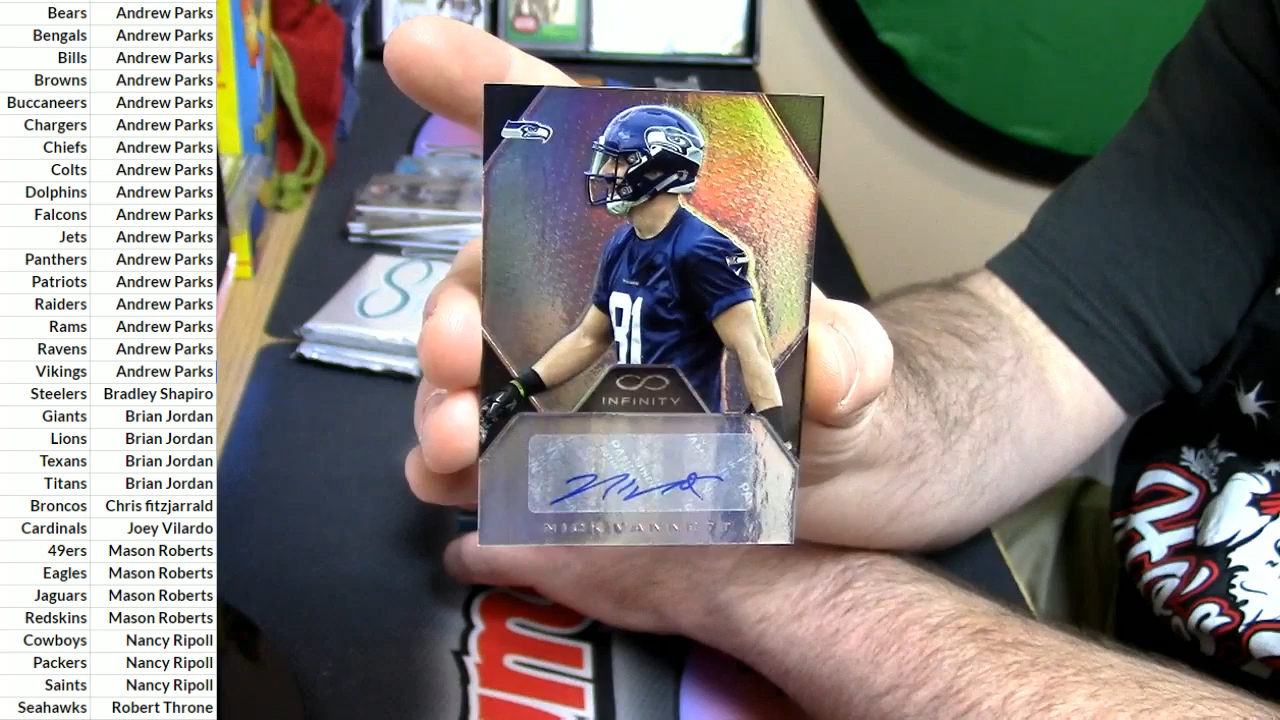 Bears Andrew Parks
Bengals Andrew Parks
Bills Andrew Parks
Browns Andrew Parks
Buccaneers Andrew Parks
Chargers Andrew Parks
Chiefs Andrew Parks
Colts Andrew Parks
Dolphins Andrew Parks
Falcons Andrew Parks
Jets Andrew Parks
Panthers Andrew Parks
Patriots Andrew Parks
Raiders Andrew Parks
Rams Andrew Parks
Ravens Andrew Parks
Vikings Andrew Parks
Steelers Bradley Shapiro
Giants Brian Jordan
Lions Brian Jordan
Texans Brian Jordan
Titans Brian Jordan
Broncos Chris fitzjarrald
Cardinals Joey Vilardo
49ers Mason Roberts
Eagles Mason Roberts
Jaguars Mason Roberts
Redskins Mason Roberts
Cowboys Nancy Ripoll
Packers Nancy Ripoll
Saints Nancy Ripoll
Seahawks Robert Throne
81
INFINITY
NICK VANNETT